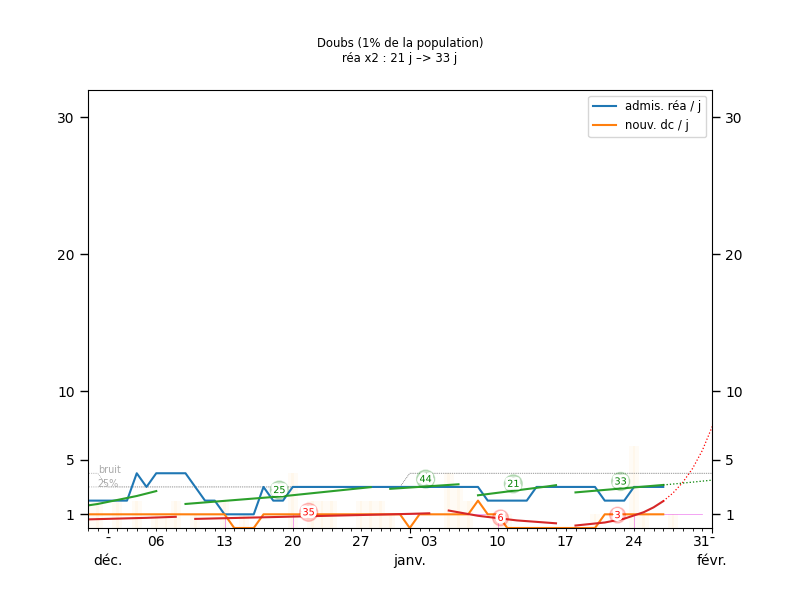 Doubs (1% de la population)
réa x2 : 21 j –> 33 j
admis. réa / j
nouv. dc / j
30 30
20 20
10 10
5 5
1 1
bruit
25%
25 35 44 6 21 3 33
- 06 13 20 27 - 03 10 17 24 31 -
déc. janv. févr.